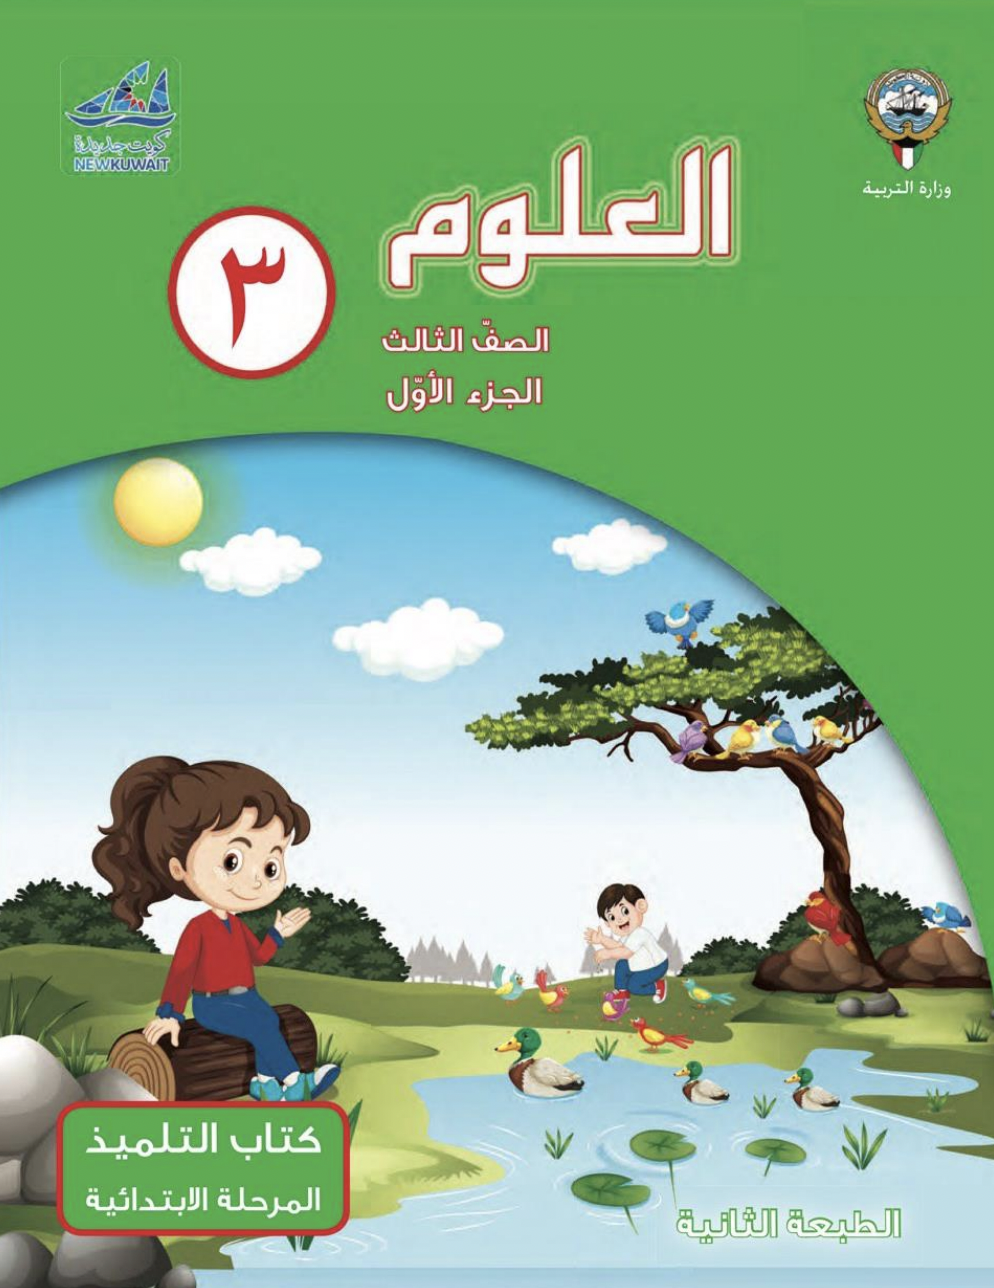 كويت جديدة
NEWKUWAIT
وزارة التربية
العلوم
٣
الصفّ الثالث
الجزء الأوّل
كتاب التلميذ
المرحلة الابتدائية
الطبعة الثانية